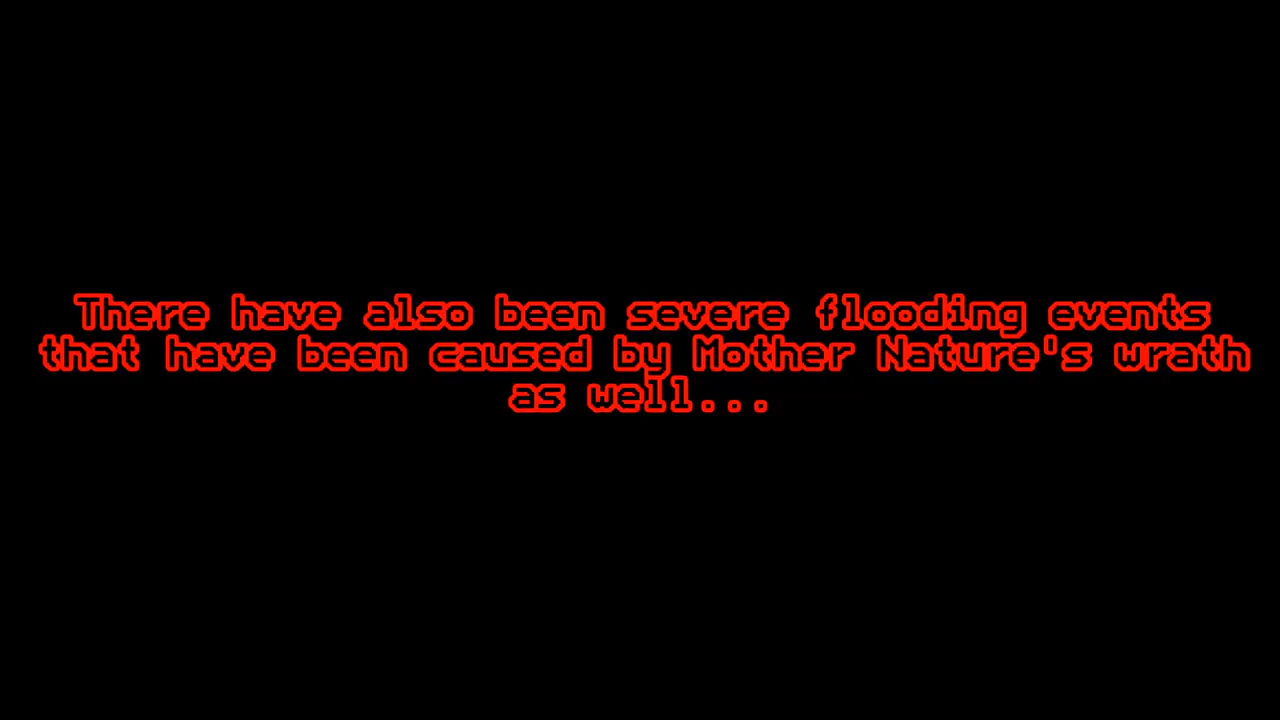 There have also been severe flooding events
that have been caused by Mother Nature's wrath
as well...